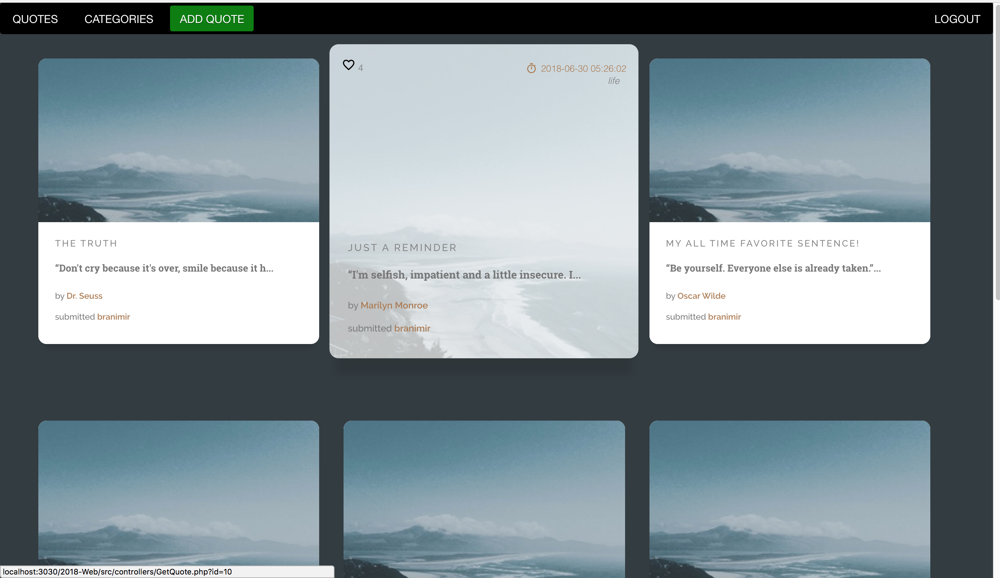 QUOTES CATEGORIES ADD QUOTE LOGOUT
4
2018-06-30 05:26:02
life
THE TRUTH
“Don't cry because it's over, smile because it h...
by Dr. Seuss
submitted branimir
JUST A REMINDER
“I'm selfish, impatient and a little insecure. I...
by Marilyn Monroe
submitted branimir
MY ALL TIME FAVORITE SENTENCE!
“Be yourself. Everyone else is already taken.”...
by Oscar Wilde
submitted branimir
localhost:3030/2018-Web/src/controllers/GetQuote.php?id=10